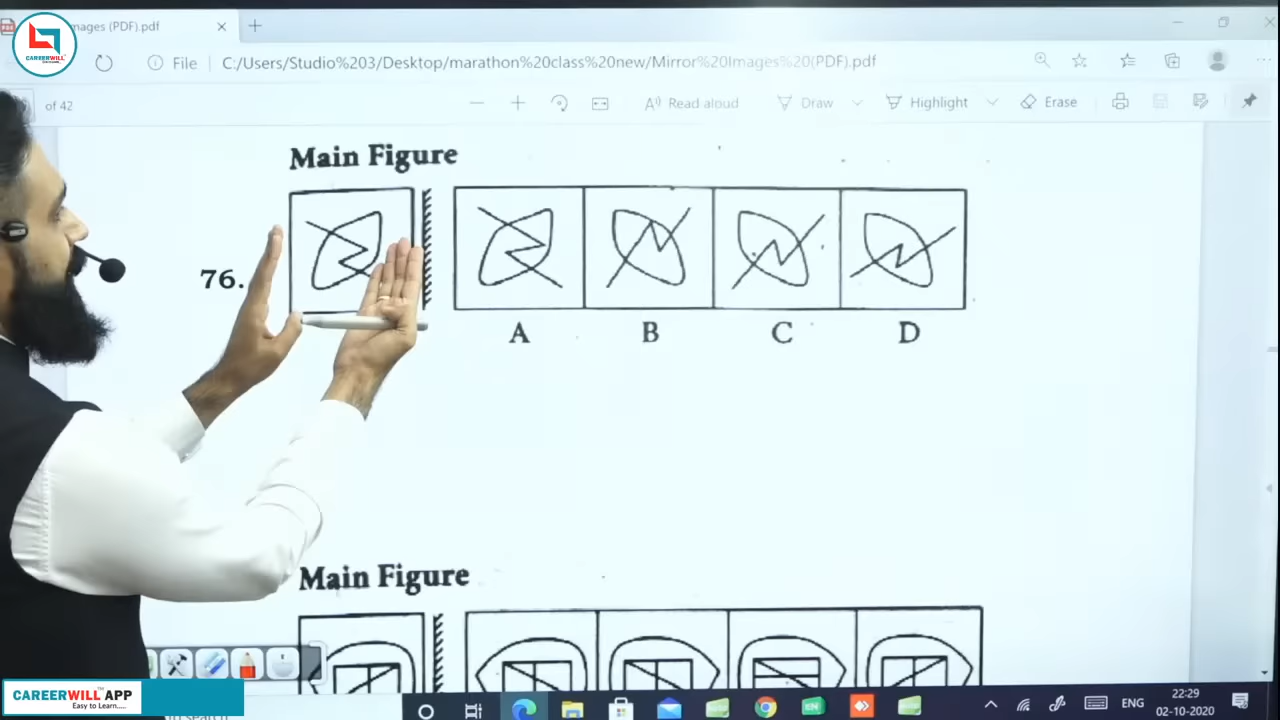 mages (PDF).pdf
CAREERWILL
File
C:/Users/Studio%203/Desktop/marathon%20class%20new/Mirror%20Images%20(PDF).pdf
of 42
Read aloud
Draw
Highlight
Erase
Main Figure
76.
A B C D
Main Figure
CAREERWILL APP
Easy to Learn.....
o search
ENG
22:29
02-10-2020